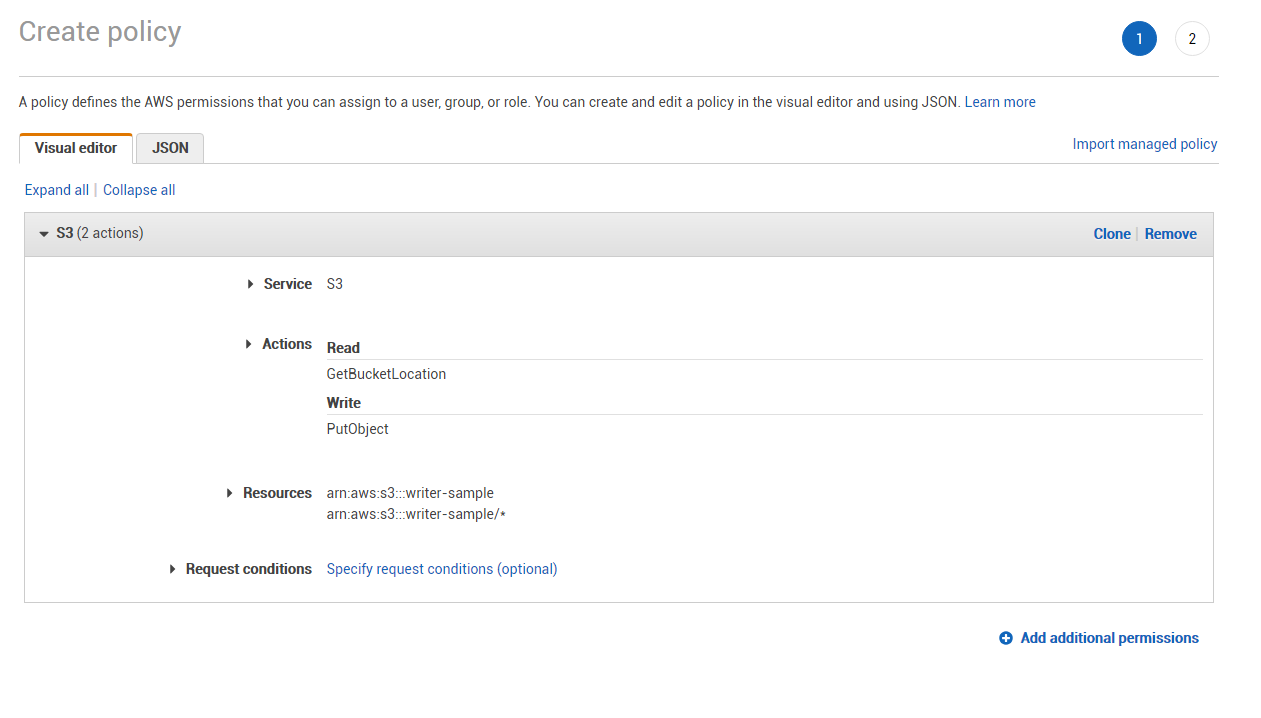 Create policy
1
2
A policy defines the AWS permissions that you can assign to a user, group, or role. You can create and edit a policy in the visual editor and using JSON. Learn more
Visual editor
JSON
Import managed policy
Expand all | Collapse all
S3 (2 actions)
Clone | Remove
Service S3
Actions
Read
GetBucketLocation
Write
PutObject
Resources arn:aws:s3:::writer-sample
arn:aws:s3:::writer-sample/*
Request conditions Specify request conditions (optional)
Add additional permissions